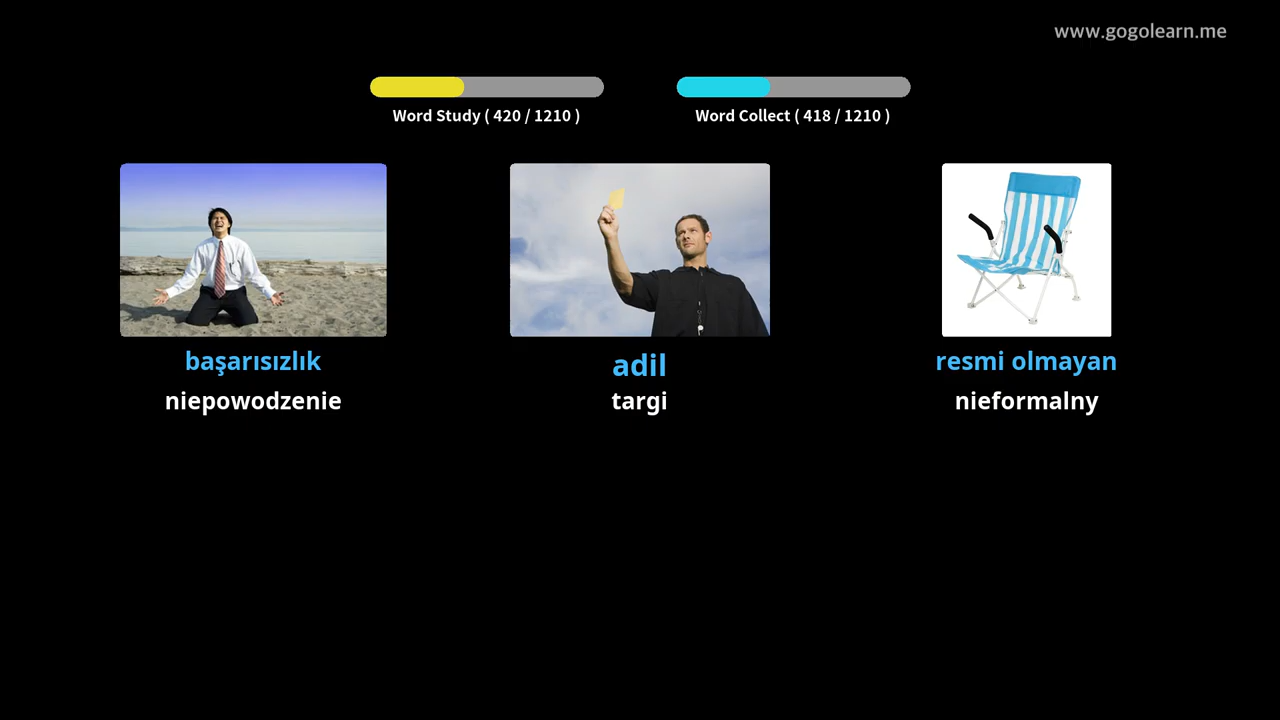 www.gogolearn.me
Word Study ( 420 / 1210 )
Word Collect ( 418 / 1210 )
başarısızlık
adil
resmi olmayan
niepowodzenie
targi
nieformalny